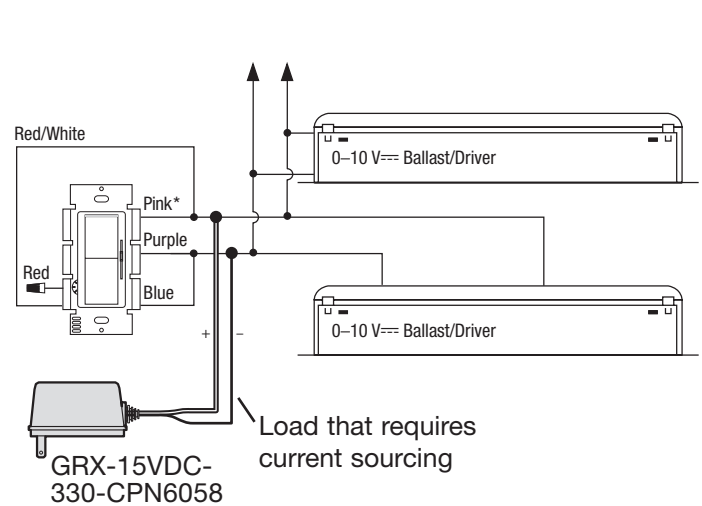 Red/White
0–10 V⎓ Ballast/Driver
Pink*
Purple
Red
Blue
0–10 V⎓ Ballast/Driver
+ –
Load that requires
current sourcing
GRX-15VDC-
330-CPN6058